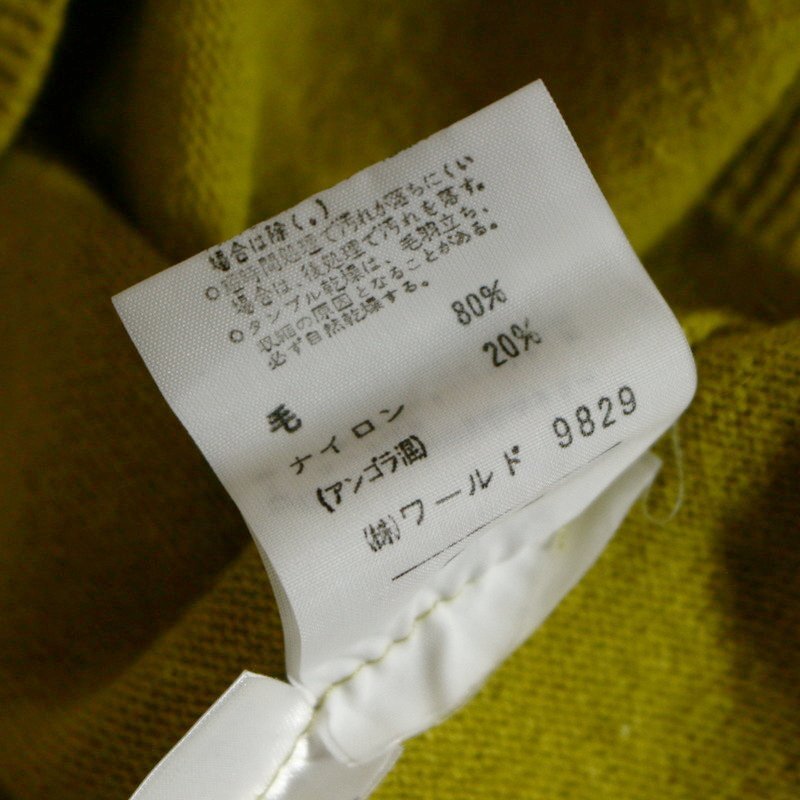 場合は除く。)
○短時間処理で汚れが落ちにくい
場合は、後処理で汚れを落す。
○タンブル乾燥は、毛羽立ち、
収縮の原因となることがある。
必ず自然乾燥する。
毛 80%
ナイロン 20%
(アンゴラ混)
(株)ワールド 9829